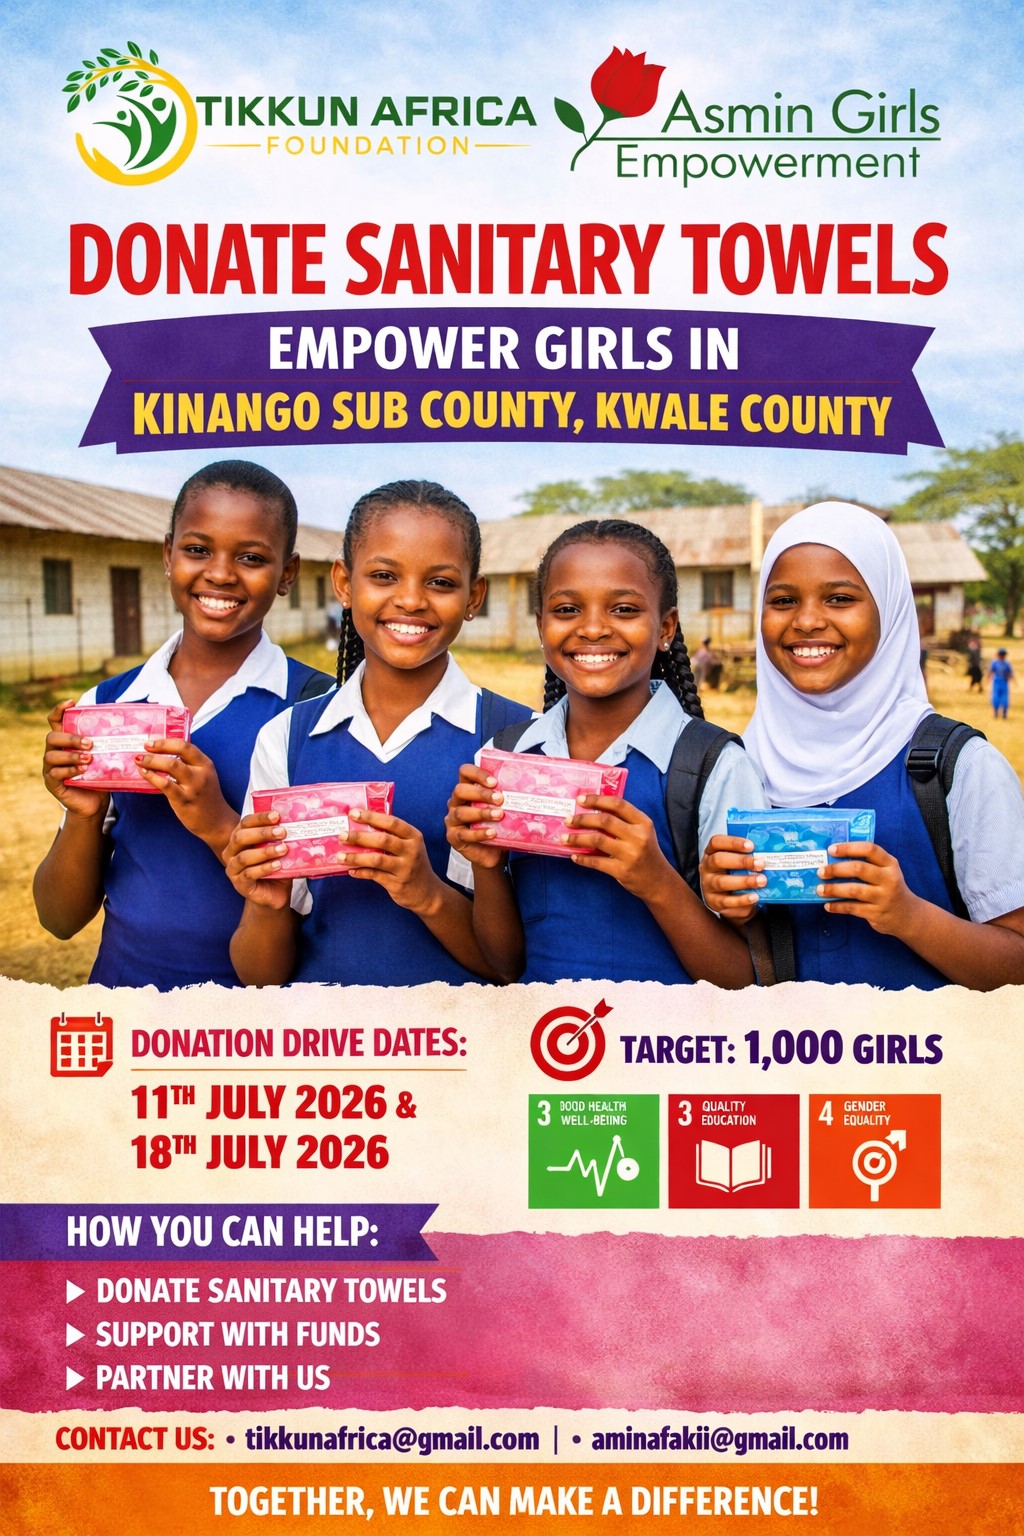 TIKKUN AFRICA
FOUNDATION
Asmin Girls
Empowerment
DONATE SANITARY TOWELS
EMPOWER GIRLS IN
KINANGO SUB COUNTY, KWALE COUNTY
DONATION DRIVE DATES:
11TH JULY 2026 &
18TH JULY 2026
TARGET: 1,000 GIRLS
3 GOOD HEALTH
WELL-BEING
3 QUALITY
EDUCATION
4 GENDER
EQUALITY
HOW YOU CAN HELP:
▶ DONATE SANITARY TOWELS
▶ SUPPORT WITH FUNDS
▶ PARTNER WITH US
CONTACT US: • tikkunafrica@gmail.com | • aminafakii@gmail.com
TOGETHER, WE CAN MAKE A DIFFERENCE!